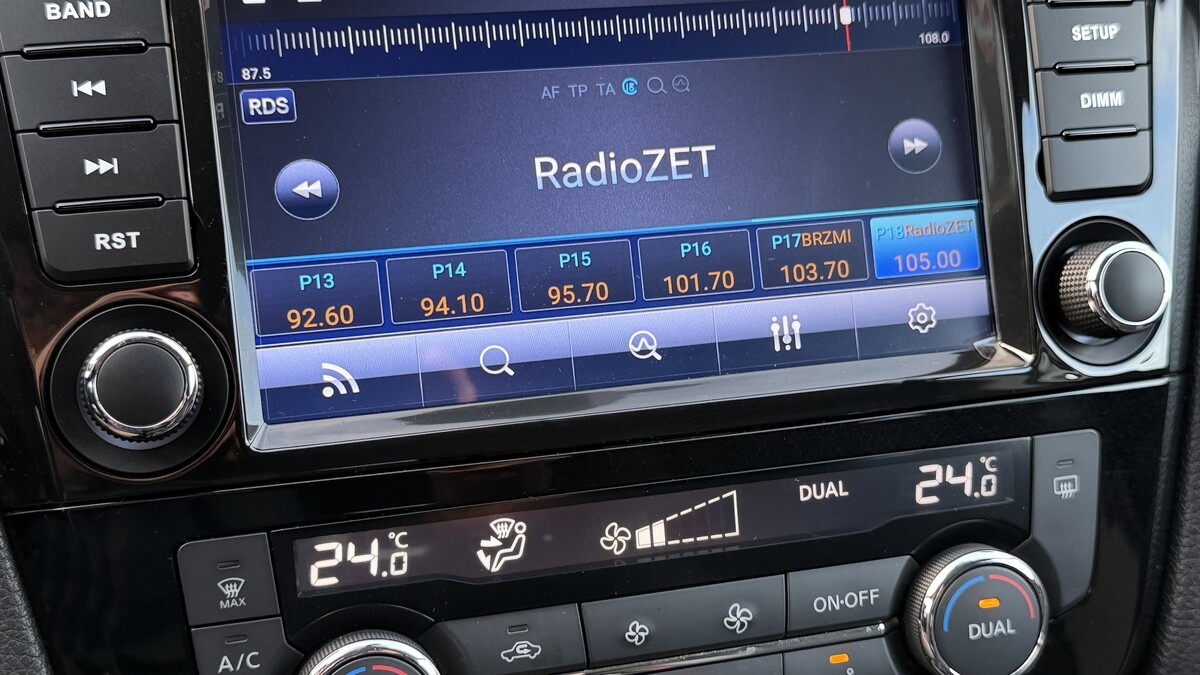 BAND
SETUP
87.5
108.0
DIMM
RDS
AF TP TA
RadioZET
RST
P13
92.60
P14
94.10
P15
95.70
P16
101.70
P17BRZMI
103.70
P18RadioZET
105.00
24.0°C
DUAL
24.0°C
MAX
A/C
ON·OFF
DUAL